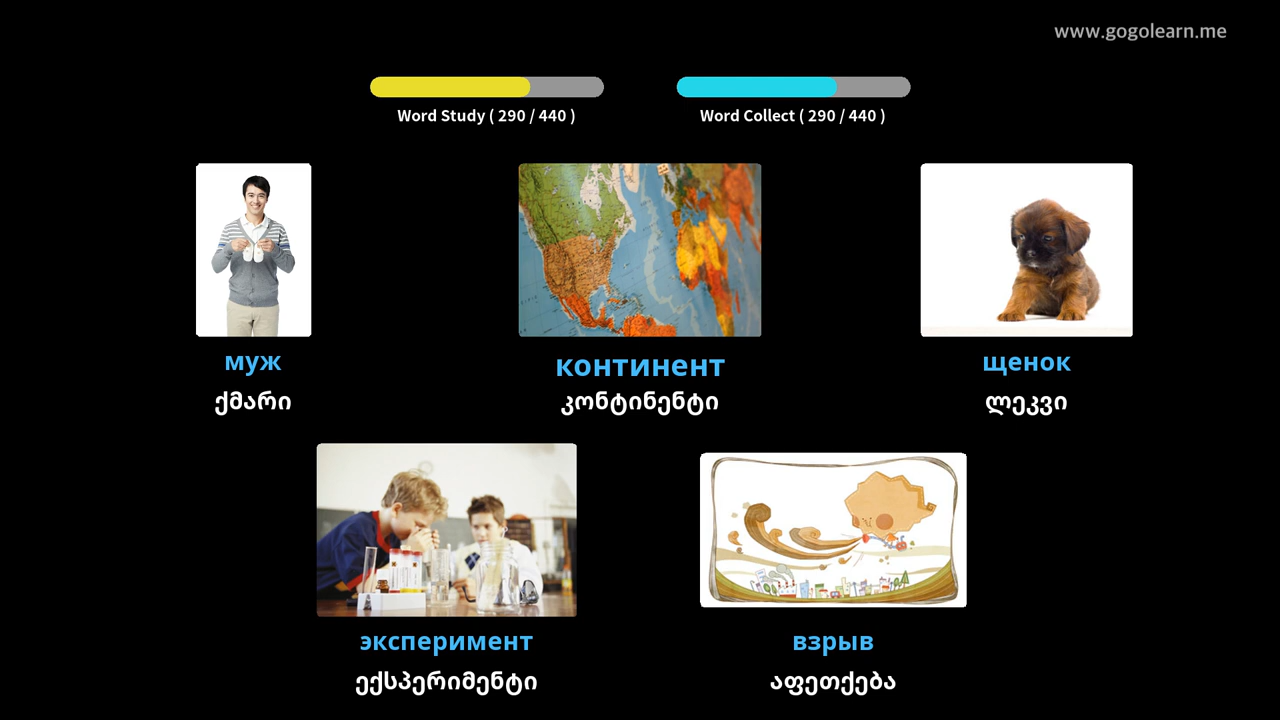 www.gogolearn.me
Word Study ( 290 / 440 )
Word Collect ( 290 / 440 )
муж
континент
щенок
ქმარი
კონტინენტი
ლეკვი
эксперимент
взрыв
ექსპერიმენტი
აფეთქება